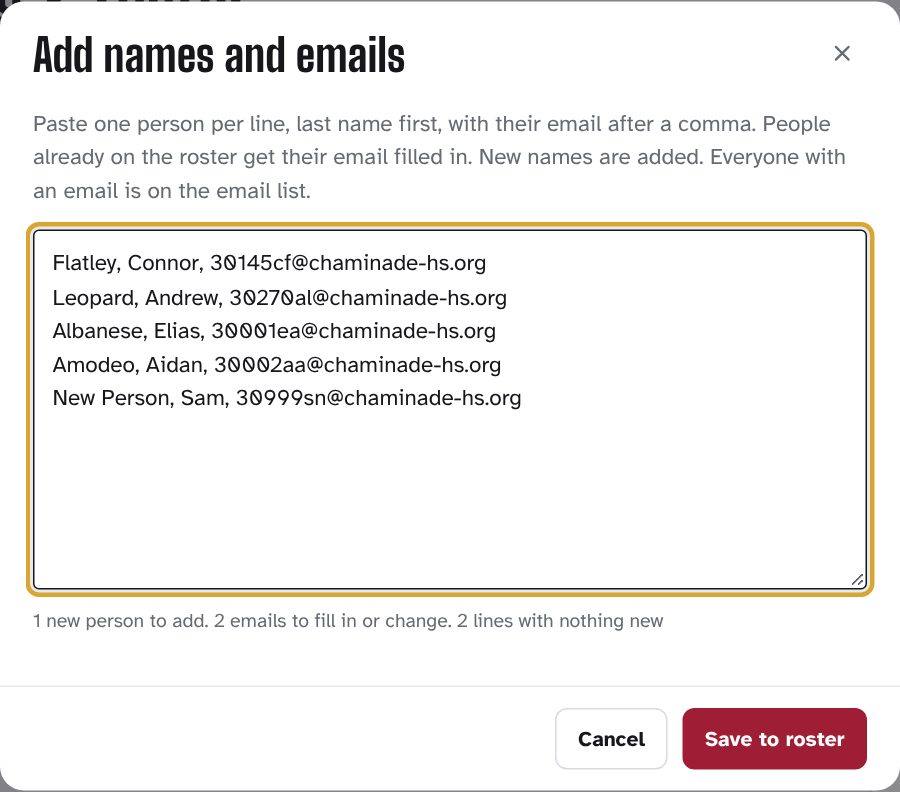 Add names and emails
Paste one person per line, last name first, with their email after a comma. People
already on the roster get their email filled in. New names are added. Everyone with
an email is on the email list.
Flatley, Connor, 30145cf@chaminade-hs.org
Leopard, Andrew, 30270al@chaminade-hs.org
Albanese, Elias, 30001ea@chaminade-hs.org
Amodeo, Aidan, 30002aa@chaminade-hs.org
New Person, Sam, 30999sn@chaminade-hs.org
1 new person to add. 2 emails to fill in or change. 2 lines with nothing new
Cancel
Save to roster